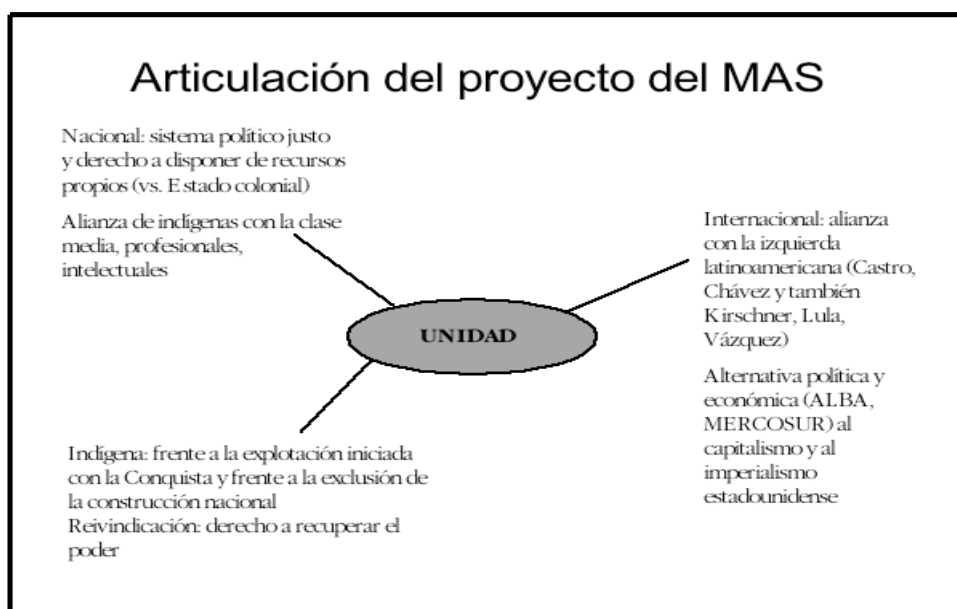 Articulación del proyecto del MAS
Nacional: sistema político justo
y derecho a disponer de recursos
propios (vs. Estado colonial)
Alianza de indígenas con la clase
media, profesionales,
intelectuales
Internacional: alianza
con la izquierda
latinoamericana (Castro,
Chávez y también
Kirschner, Lula,
Vázquez)
Alternativa política y
económica (ALBA,
MERCOSUR) al
capitalismo y al
imperialismo
estadounidense
UNIDAD
Indígena: frente a la explotación iniciada
con la Conquista y frente a la exclusión de
la construcción nacional
Reivindicación: derecho a recuperar el
poder